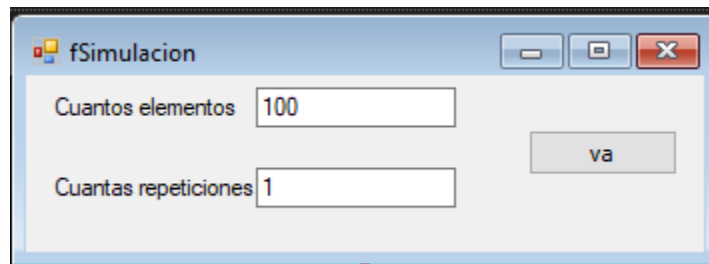 fSimulacion
Cuantos elementos 100
va
Cuantas repeticiones 1